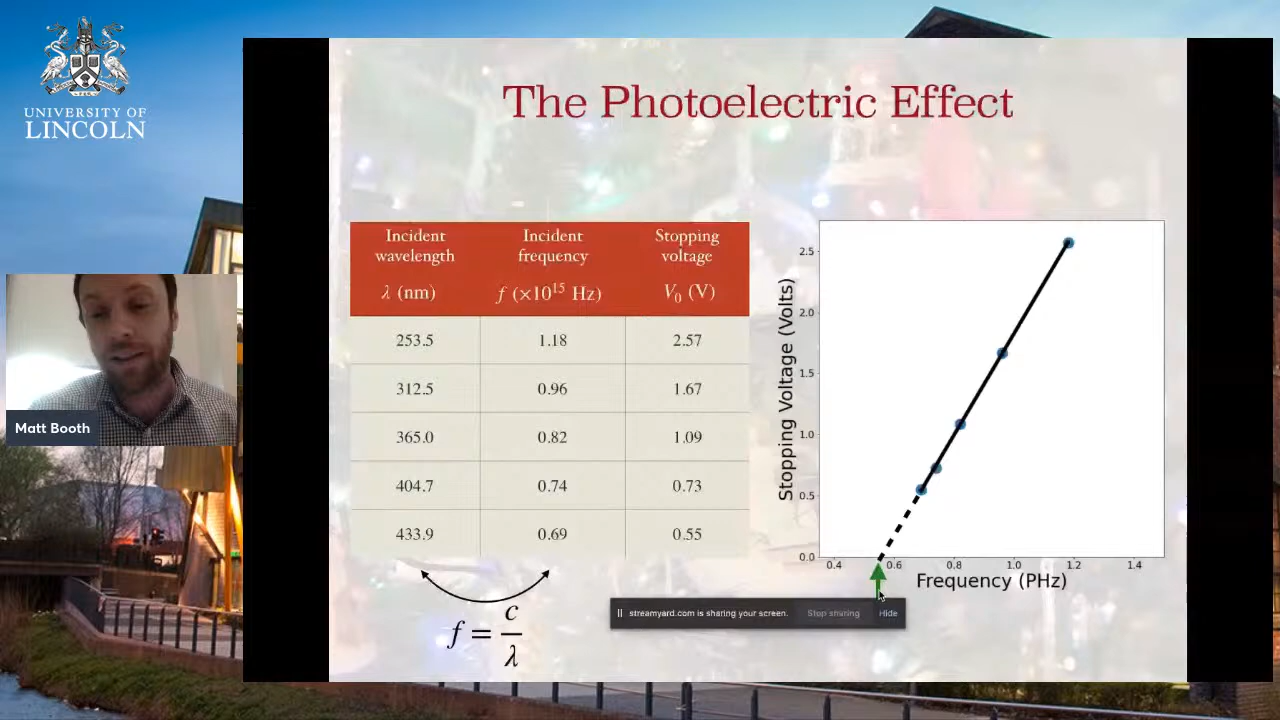 UNIVERSITY OF
LINCOLN
The Photoelectric Effect
Incident wavelength
λ (nm)
Incident frequency
f (×10¹⁵ Hz)
Stopping voltage
V₀ (V)
253.5 1.18 2.57
312.5 0.96 1.67
365.0 0.82 1.09
404.7 0.74 0.73
433.9 0.69 0.55
f = c/λ
Stopping Voltage (Volts)
2.5
2.0
1.5
1.0
0.5
0.0
0.4 0.6 0.8 1.0 1.2 1.4
Frequency (PHz)
streamyard.com is sharing your screen. Stop sharing Hide
Matt Booth